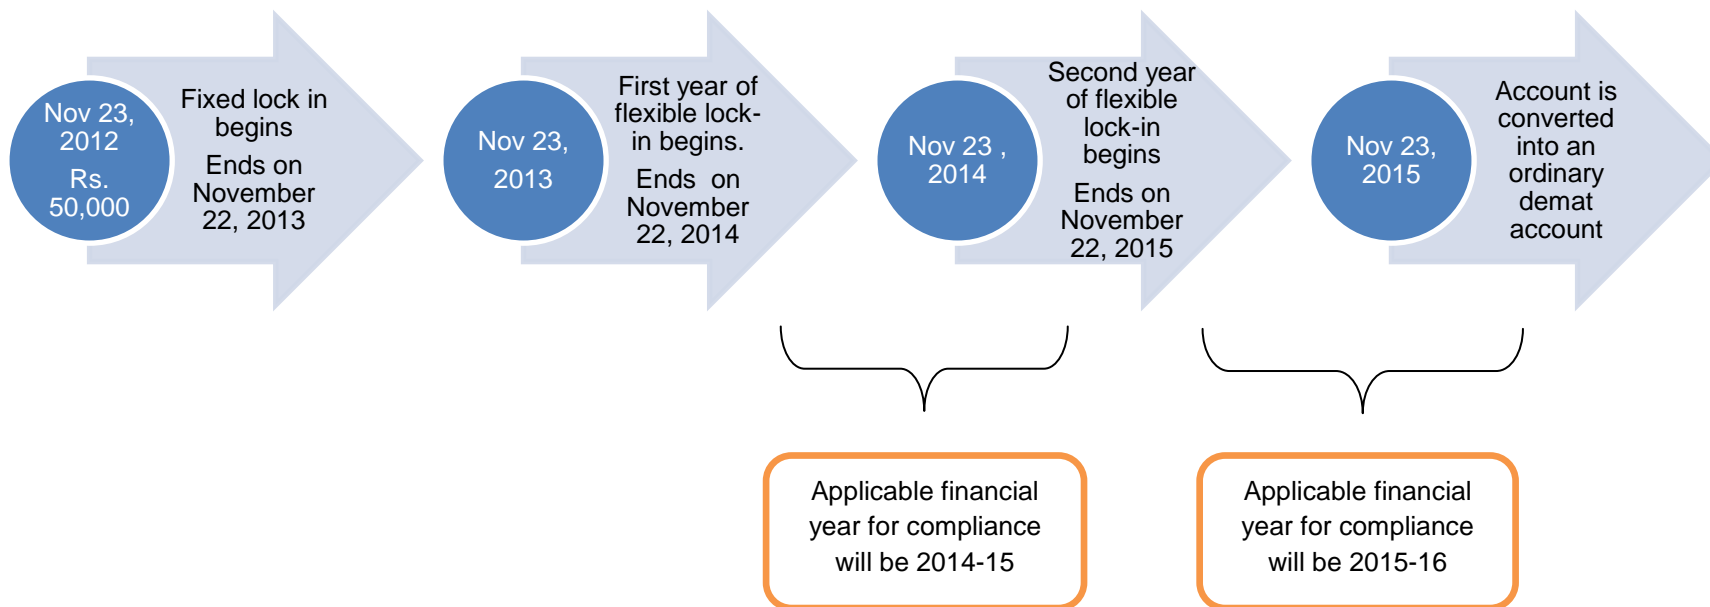 Nov 23,
2012
Rs.
50,000
Fixed lock in
begins
Ends on
November
22, 2013
Nov 23,
2013
First year of
flexible lock-
in begins.
Ends on
November
22, 2014
Nov 23 ,
2014
Second year
of flexible
lock-in
begins
Ends on
November
22, 2015
Nov 23,
2015
Account is
converted
into an
ordinary
demat
account
Applicable financial
year for compliance
will be 2014-15
Applicable financial
year for compliance
will be 2015-16